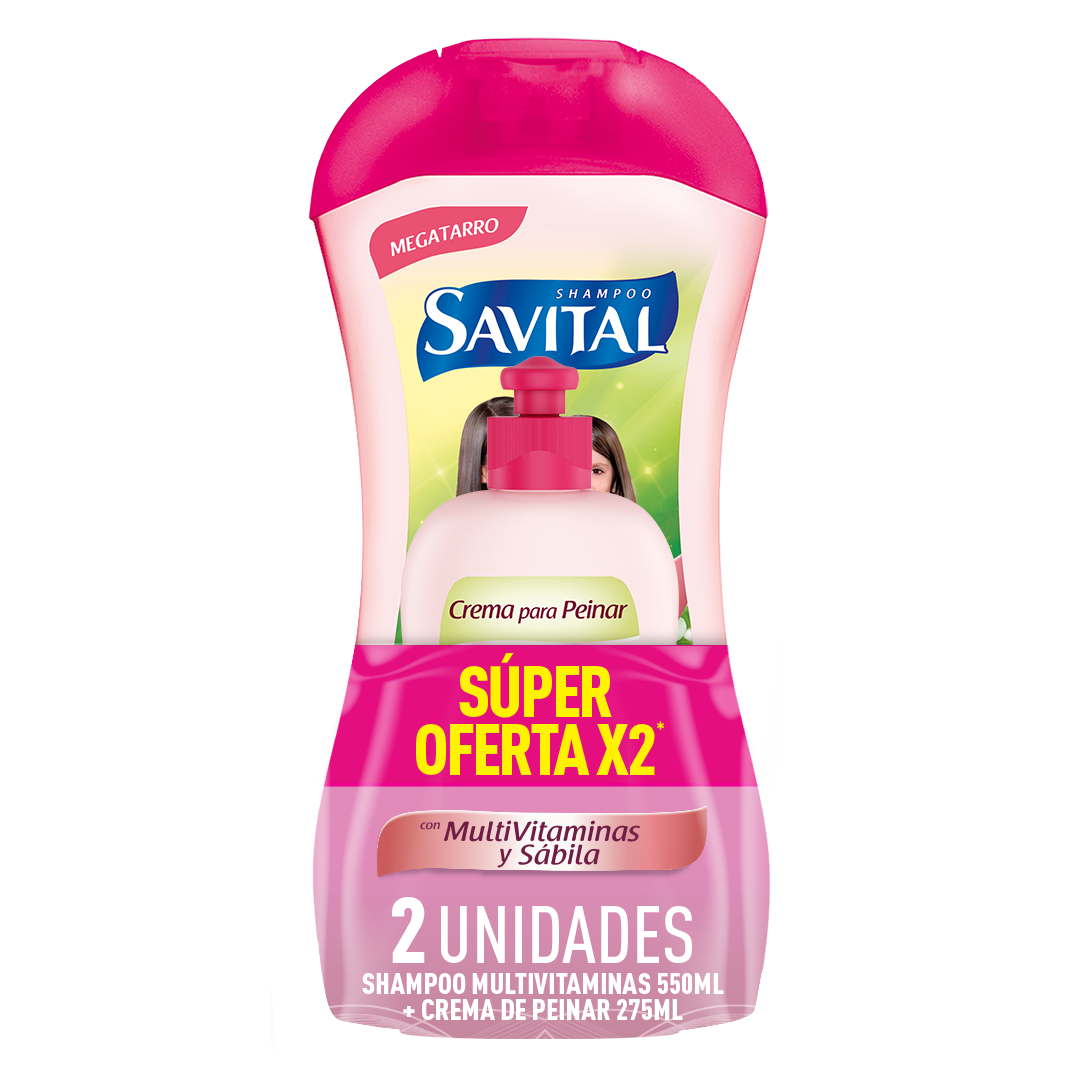 MEGATARRO
SHAMPOO
SAVITAL
Crema para Peinar
SÚPER
OFERTA X2*
con MultiVitaminas
y Sábila
2 UNIDADES
SHAMPOO MULTIVITAMINAS 550ML
+ CREMA DE PEINAR 275ML